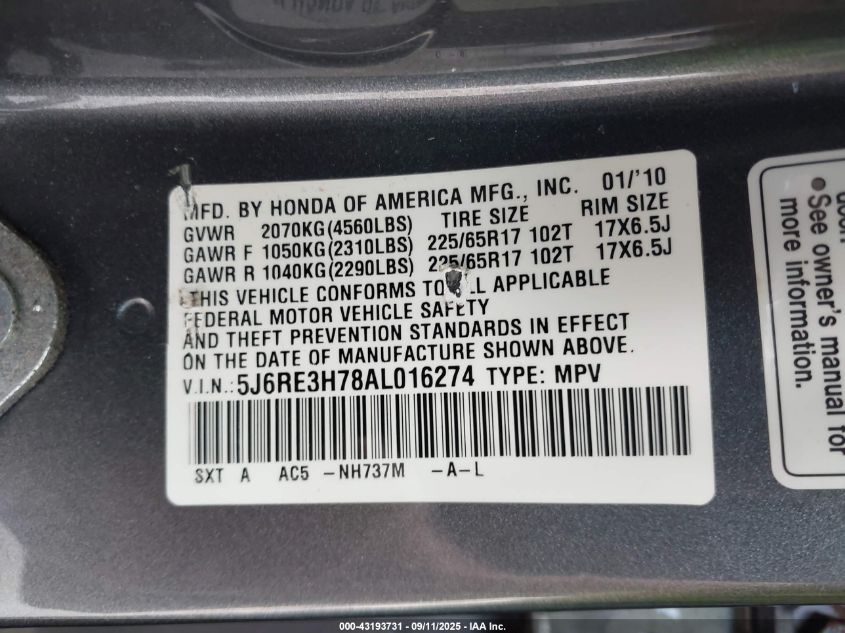 MFD. BY HONDA OF AMERICA MFG., INC. 01/'10
GVWR 2070KG(4560LBS) TIRE SIZE RIM SIZE
GAWR F 1050KG(2310LBS) 225/65R17 102T 17X6.5J
GAWR R 1040KG(2290LBS) 225/65R17 102T 17X6.5J
THIS VEHICLE CONFORMS TO ALL APPLICABLE
FEDERAL MOTOR VEHICLE SAFETY
AND THEFT PREVENTION STANDARDS IN EFFECT
ON THE DATE OF MANUFACTURE SHOWN ABOVE.
V.I.N.: 5J6RE3H78AL016274 TYPE: MPV
SXT A AC5 -NH737M -A-L
• See owner's manual for
more information.
000-43193731 - 09/11/2025 - IAA Inc.